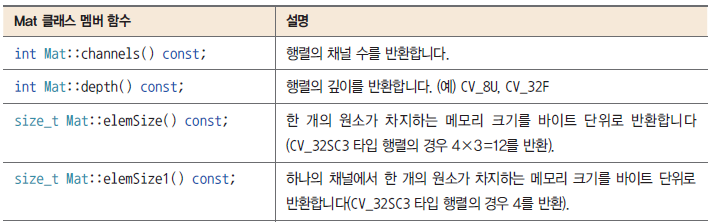 Mat 클래스 멤버 함수 설명
int Mat::channels() const; 행렬의 채널 수를 반환합니다.
int Mat::depth() const; 행렬의 깊이를 반환합니다. (예) CV_8U, CV_32F
size_t Mat::elemSize() const; 한 개의 원소가 차지하는 메모리 크기를 바이트 단위로 반환합니다
(CV_32SC3 타입 행렬의 경우 4×3=12를 반환).
size_t Mat::elemSize1() const; 하나의 채널에서 한 개의 원소가 차지하는 메모리 크기를 바이트 단위로
반환합니다(CV_32SC3 타입 행렬의 경우 4를 반환).